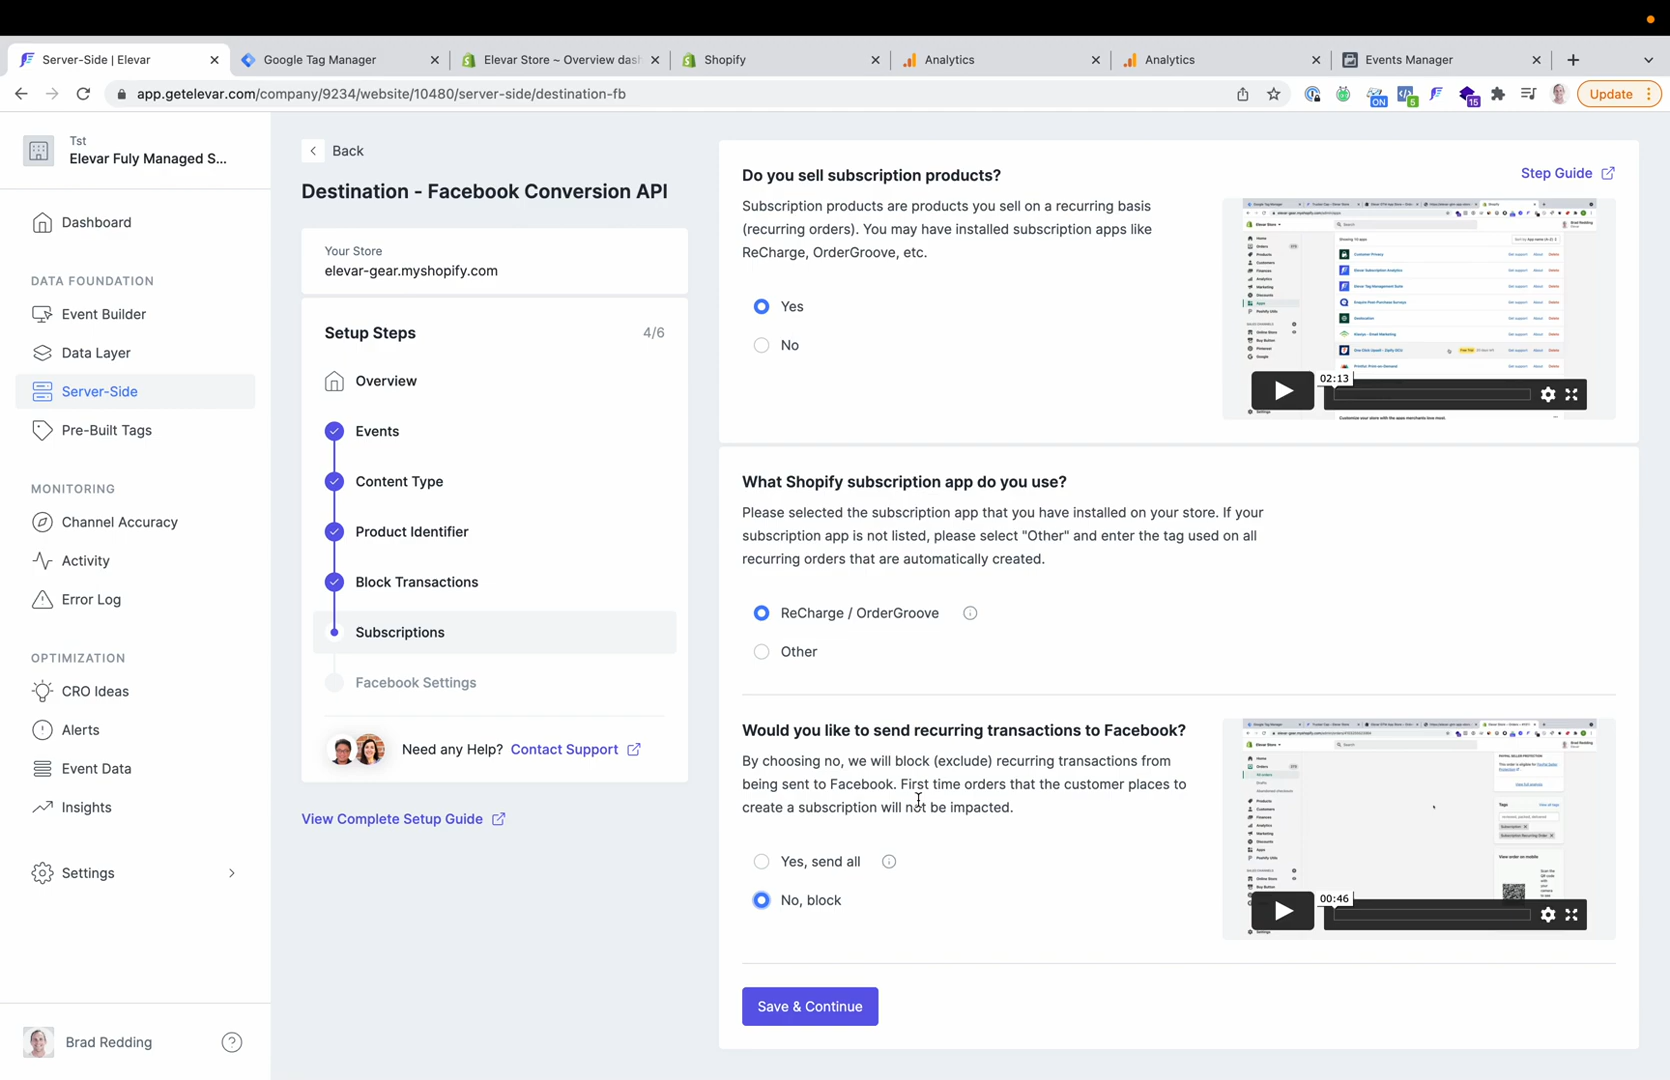 Server-Side | Elevar
Google Tag Manager
Elevar Store ~ Overview dash
Shopify
Analytics
Analytics
Events Manager
app.getelevar.com/company/9234/website/10480/server-side/destination-fb
ON
5
15
Update
Tst
Elevar Fuly Managed S...
Dashboard
DATA FOUNDATION
Event Builder
Data Layer
Server-Side
Pre-Built Tags
MONITORING
Channel Accuracy
Activity
Error Log
OPTIMIZATION
CRO Ideas
Alerts
Event Data
Insights
Settings
Brad Redding
Back
Destination - Facebook Conversion API
Your Store
elevar-gear.myshopify.com
Setup Steps
4/6
Overview
Events
Content Type
Product Identifier
Block Transactions
Subscriptions
Facebook Settings
Need any Help? Contact Support
View Complete Setup Guide
Do you sell subscription products?
Step Guide
Subscription products are products you sell on a recurring basis
(recurring orders). You may have installed subscription apps like
ReCharge, OrderGroove, etc.
Yes
No
02:13
What Shopify subscription app do you use?
Please selected the subscription app that you have installed on your store. If your
subscription app is not listed, please select "Other" and enter the tag used on all
recurring orders that are automatically created.
ReCharge / OrderGroove
Other
Would you like to send recurring transactions to Facebook?
By choosing no, we will block (exclude) recurring transactions from
being sent to Facebook. First time orders that the customer places to
create a subscription will not be impacted.
Yes, send all
No, block
00:46
Save & Continue